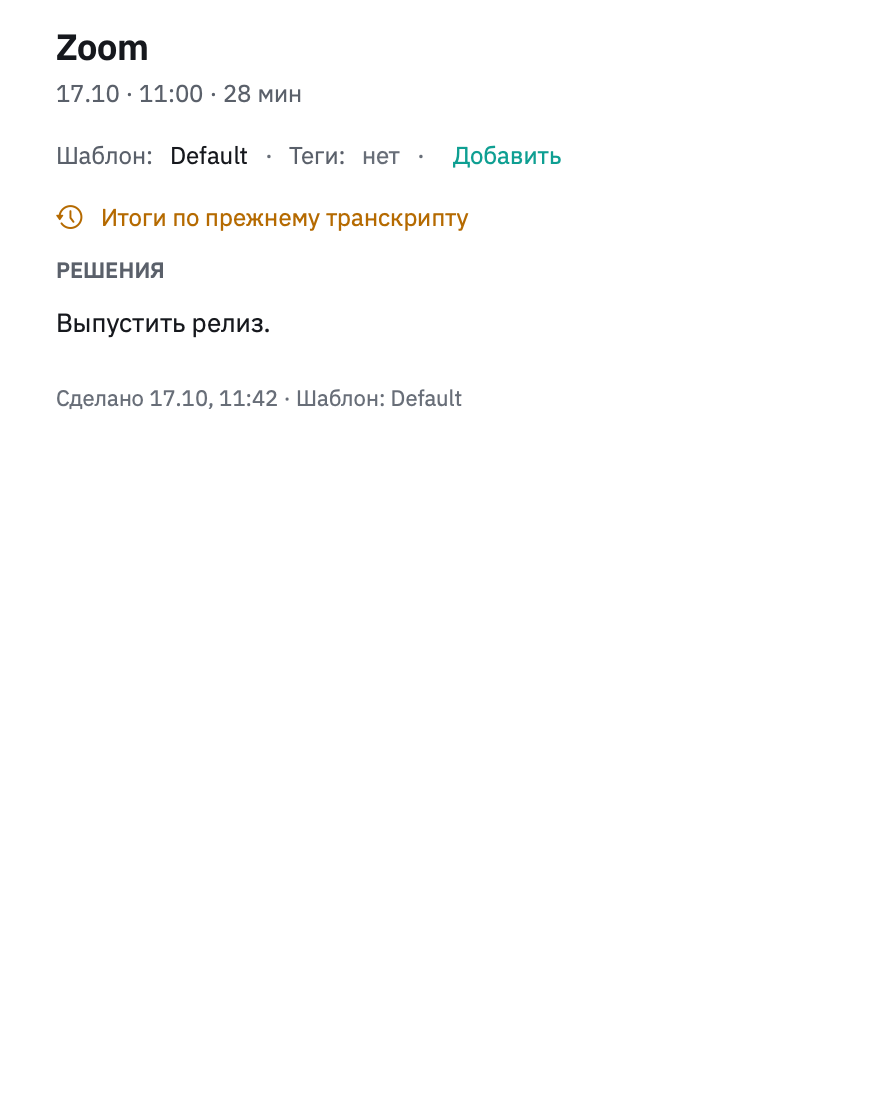 Zoom
17.10 · 11:00 · 28 мин
Шаблон: Default · Теги: нет · Добавить
Итоги по прежнему транскрипту
РЕШЕНИЯ
Выпустить релиз.
Сделано 17.10, 11:42 · Шаблон: Default